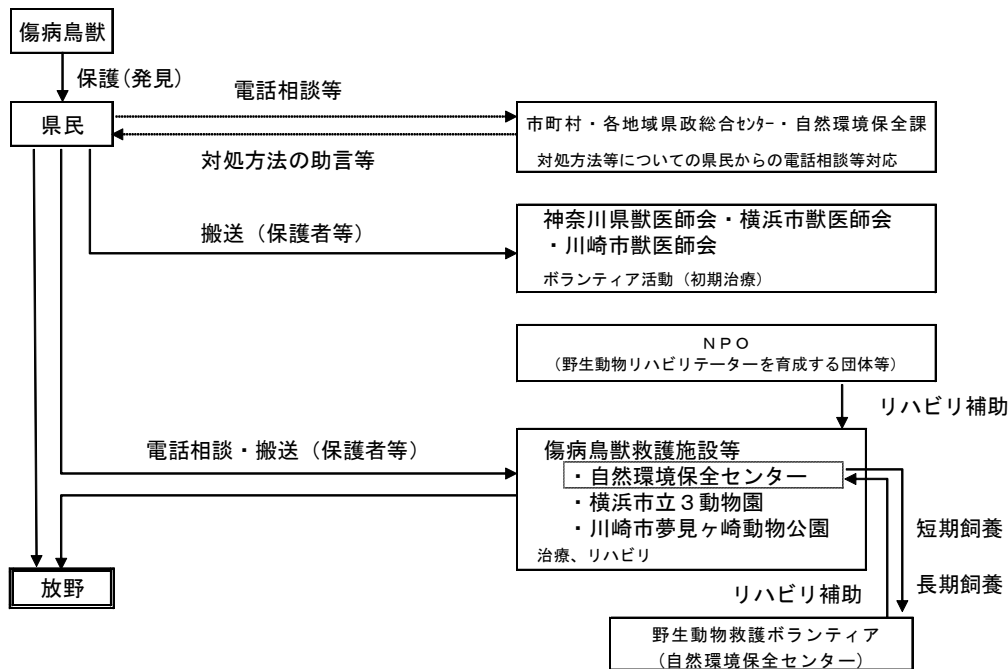 傷病鳥獣
保護(発見)
県民
電話相談等
対処方法の助言等
市町村・各地域県政総合ｾﾝﾀｰ・自然環境保全課
対処方法等についての県民からの電話相談等対応
搬送（保護者等）
神奈川県獣医師会・横浜市獣医師会
・川崎市獣医師会
ボランティア活動（初期治療）
ＮＰＯ
（野生動物リハビリテーターを育成する団体等）
リハビリ補助
電話相談・搬送（保護者等）
傷病鳥獣救護施設等
・自然環境保全センター
・横浜市立３動物園
・川崎市夢見ヶ崎動物公園
治療、リハビリ
短期飼養
長期飼養
放野
リハビリ補助
野生動物救護ボランティア
（自然環境保全センター）